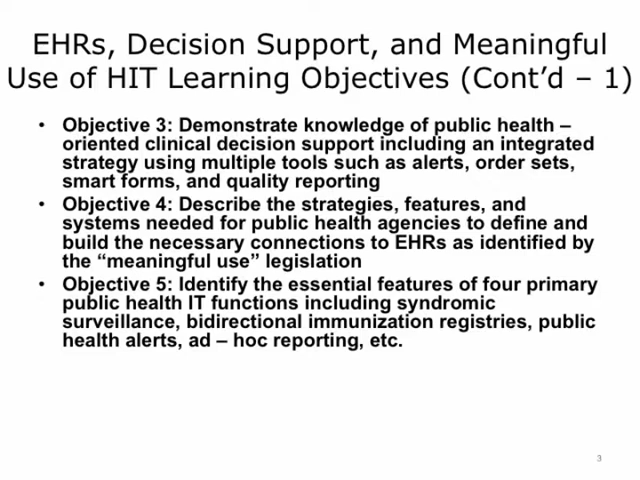 EHRs, Decision Support, and Meaningful
Use of HIT Learning Objectives (Cont’d – 1)
• Objective 3: Demonstrate knowledge of public health –
oriented clinical decision support including an integrated
strategy using multiple tools such as alerts, order sets,
smart forms, and quality reporting
• Objective 4: Describe the strategies, features, and
systems needed for public health agencies to define and
build the necessary connections to EHRs as identified by
the “meaningful use” legislation
• Objective 5: Identify the essential features of four primary
public health IT functions including syndromic
surveillance, bidirectional immunization registries, public
health alerts, ad – hoc reporting, etc.
3